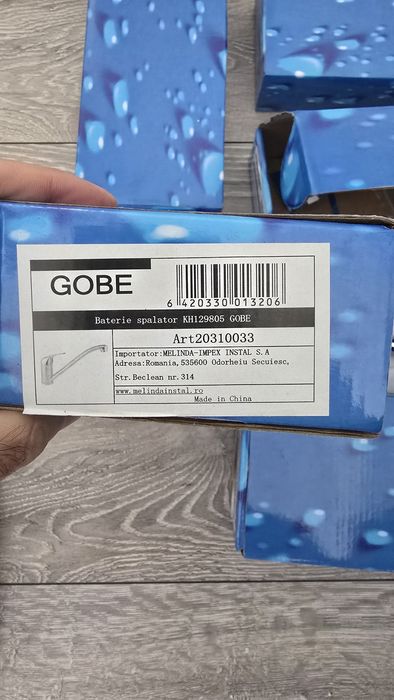 GOBE
6 420330 013206
Baterie spalator KH129805 GOBE
Art20310033
Importator:MELINDA-IMPEX INSTAL S.A
Adresa:Romania,535600 Odorheiu Secuiesc,
Str.Beclean nr.314
www.melindainstal.ro
Made in China